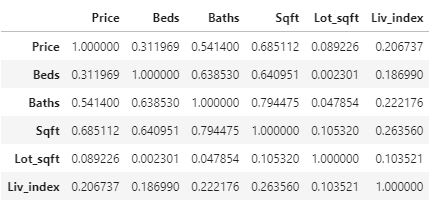 Price Beds Baths Sqft Lot_sqft Liv_index
Price 1.000000 0.311969 0.541400 0.685112 0.089226 0.206737
Beds 0.311969 1.000000 0.638530 0.640951 0.002301 0.186990
Baths 0.541400 0.638530 1.000000 0.794475 0.047854 0.222176
Sqft 0.685112 0.640951 0.794475 1.000000 0.105320 0.263560
Lot_sqft 0.089226 0.002301 0.047854 0.105320 1.000000 0.103521
Liv_index 0.206737 0.186990 0.222176 0.263560 0.103521 1.000000